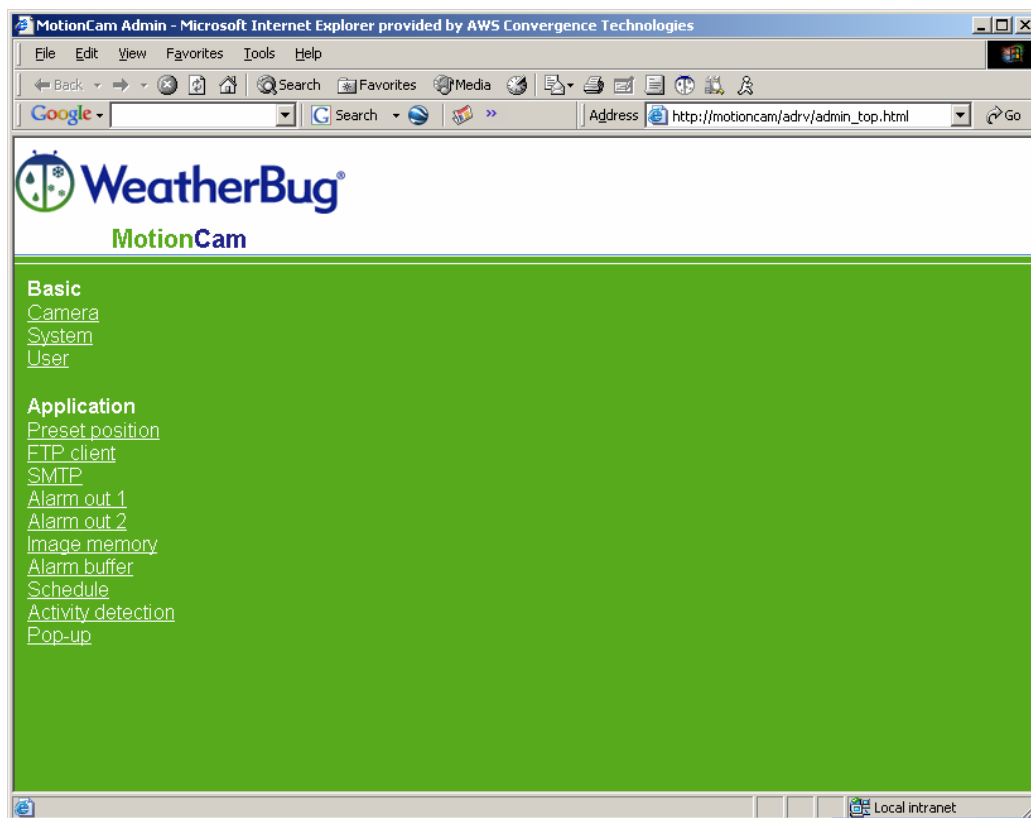 MotionCam Admin - Microsoft Internet Explorer provided by AWS Convergence Technologies
File Edit View Favorites Tools Help
Back Search Favorites Media
Google Search » Address http://motioncam/adrv/admin_top.html Go
WeatherBug®
MotionCam
Basic
Camera
System
User
Application
Preset position
FTP client
SMTP
Alarm out 1
Alarm out 2
Image memory
Alarm buffer
Schedule
Activity detection
Pop-up
Local intranet